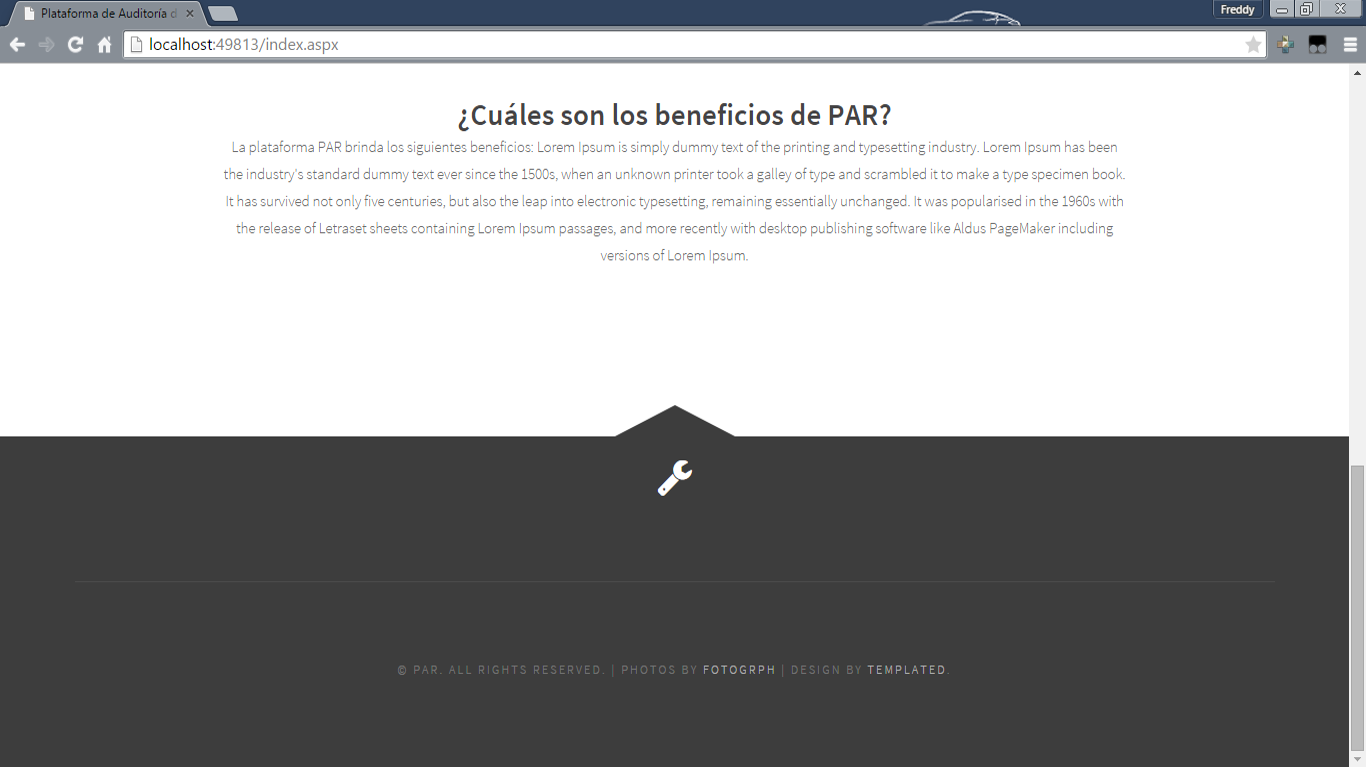 Plataforma de Auditoría d
Freddy
localhost:49813/index.aspx
¿Cuáles son los beneficios de PAR?
La plataforma PAR brinda los siguientes beneficios: Lorem Ipsum is simply dummy text of the printing and typesetting industry. Lorem Ipsum has been
the industry's standard dummy text ever since the 1500s, when an unknown printer took a galley of type and scrambled it to make a type specimen book.
It has survived not only five centuries, but also the leap into electronic typesetting, remaining essentially unchanged. It was popularised in the 1960s with
the release of Letraset sheets containing Lorem Ipsum passages, and more recently with desktop publishing software like Aldus PageMaker including
versions of Lorem Ipsum.
© PAR. ALL RIGHTS RESERVED. | PHOTOS BY FOTOGRPH | DESIGN BY TEMPLATED.